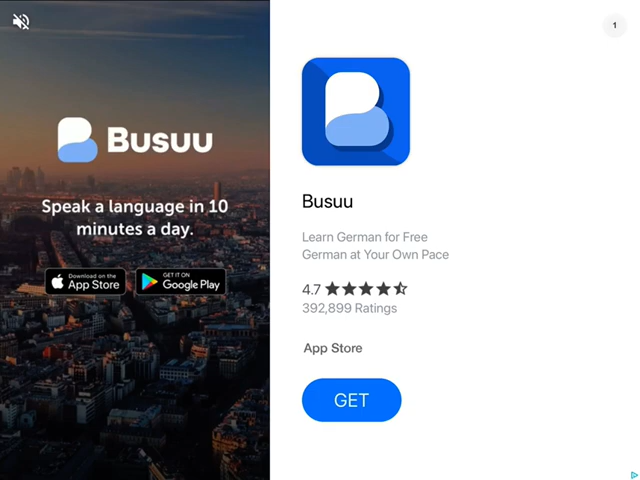 Busuu
Speak a language in 10
minutes a day.
Download on the
App Store
GET IT ON
Google Play
1
Busuu
Learn German for Free
German at Your Own Pace
4.7
392,899 Ratings
App Store
GET